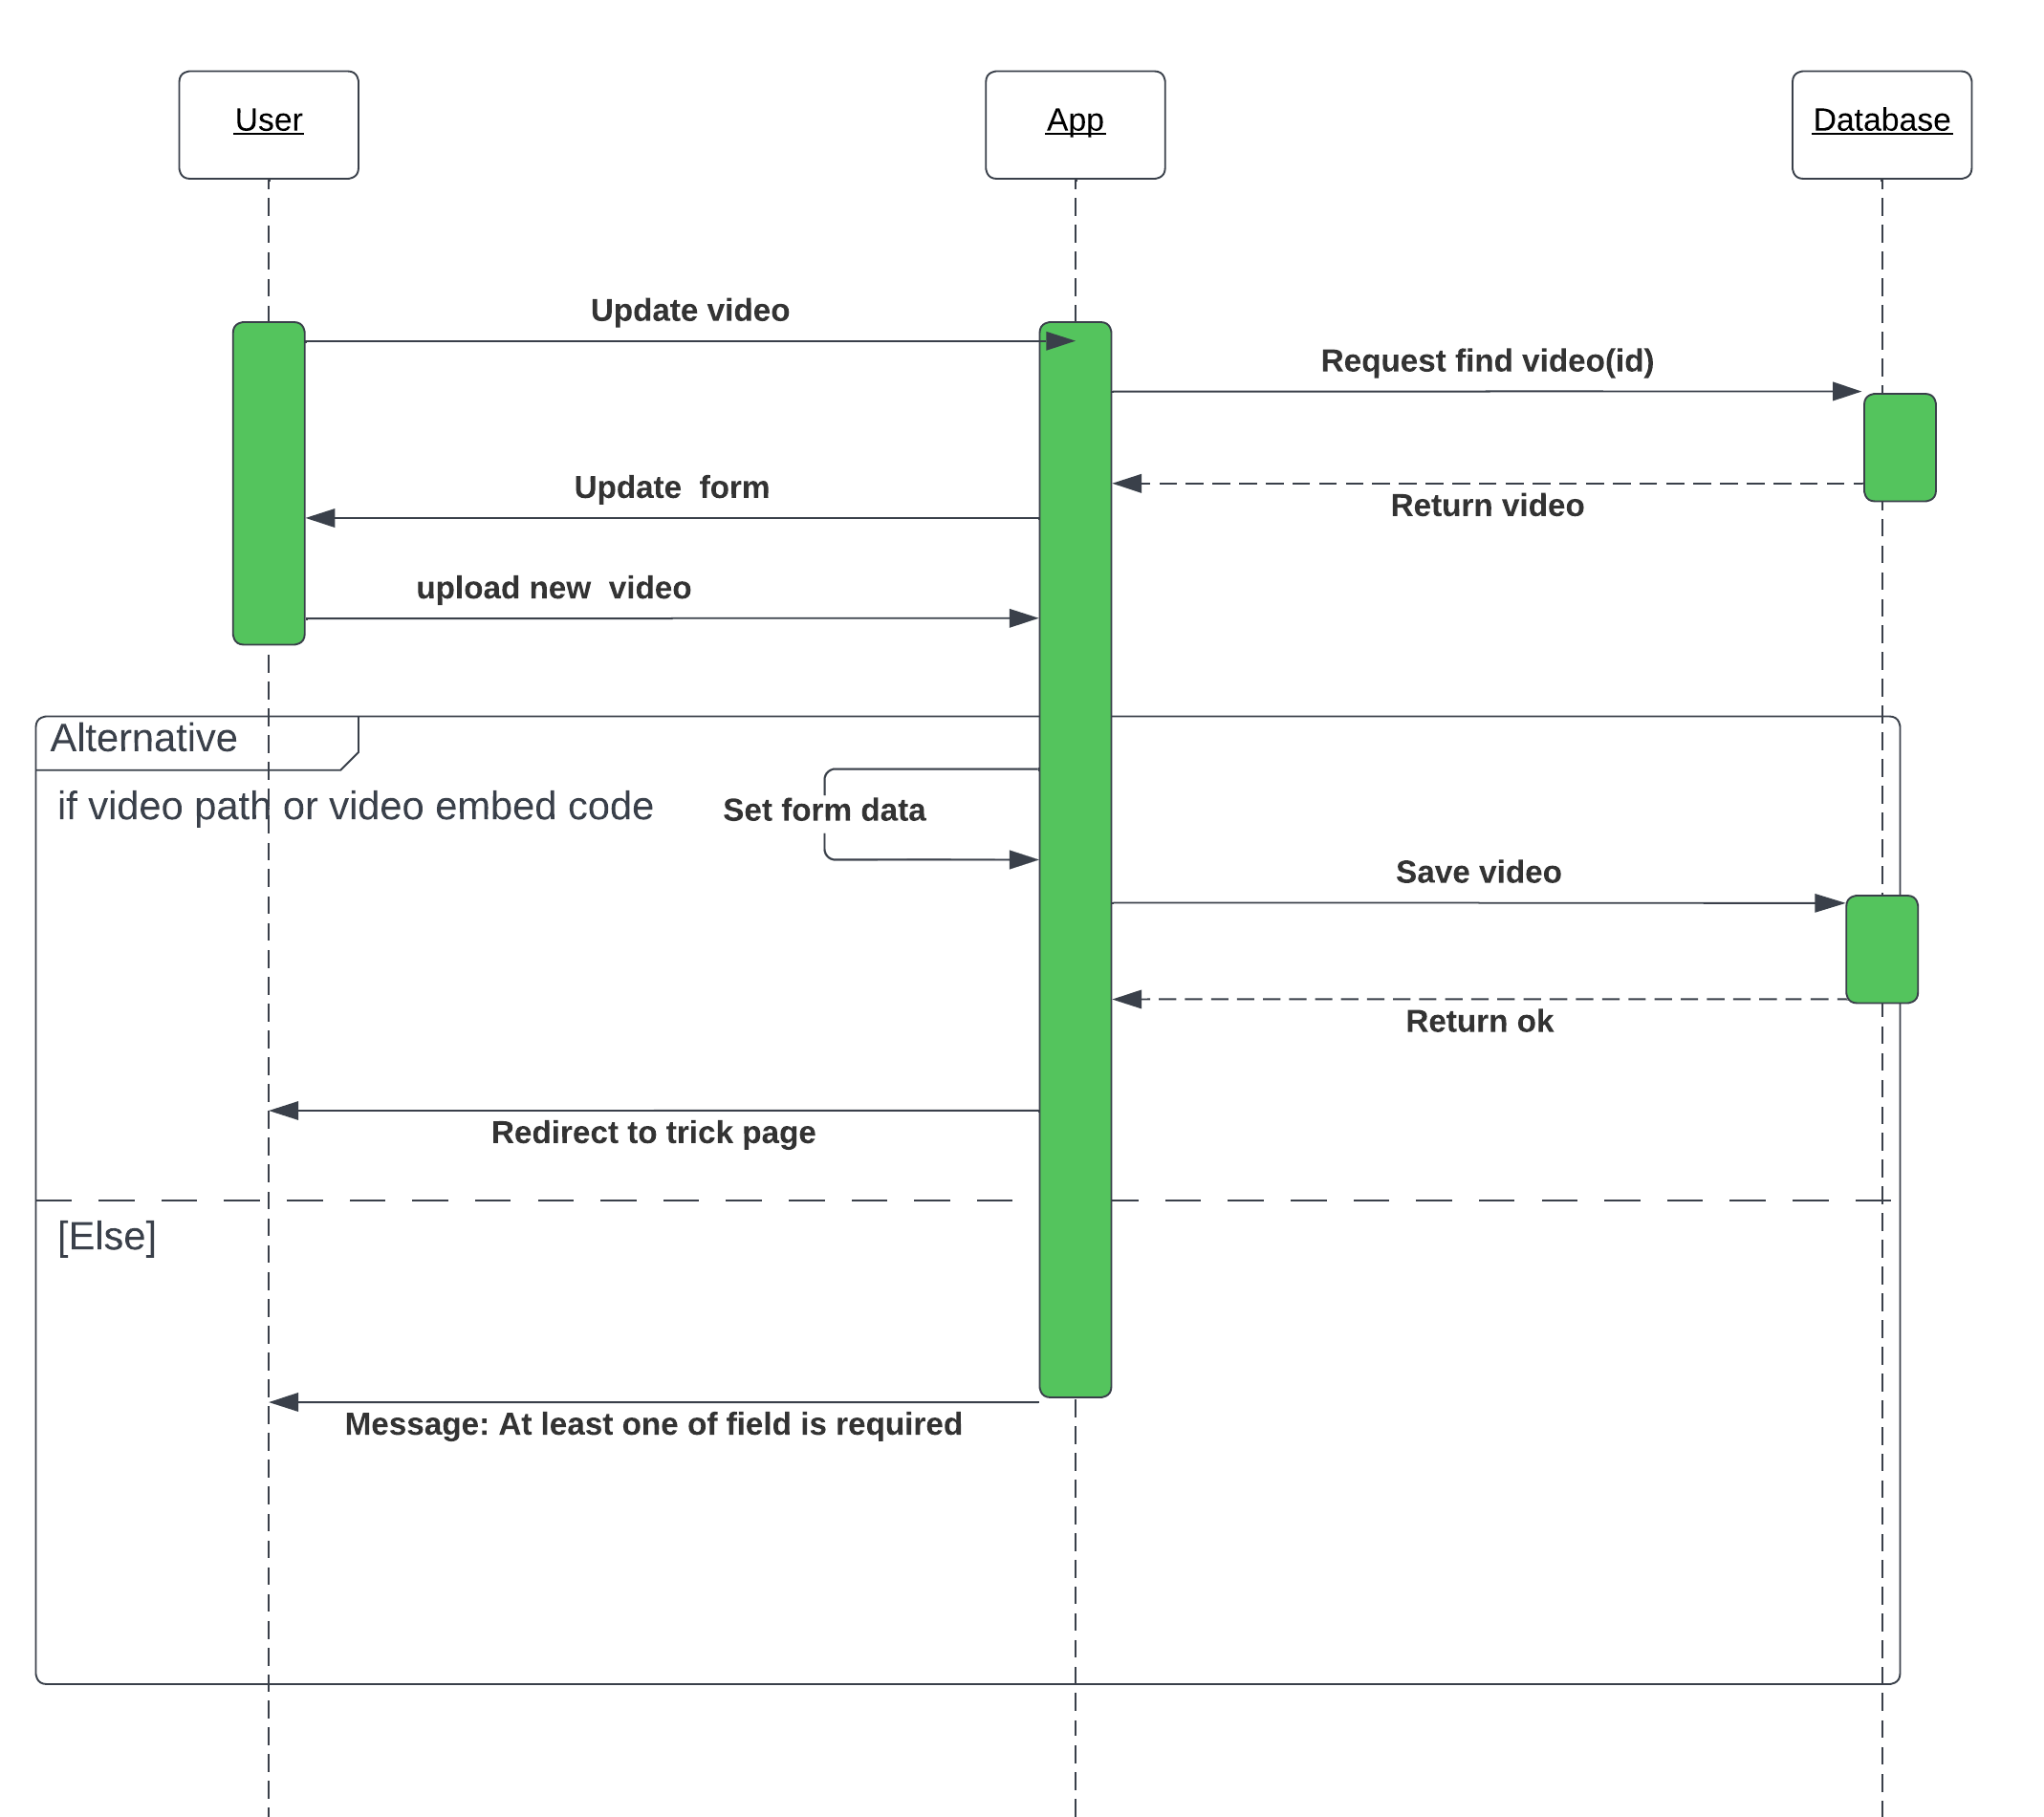 User
App
Database
Update video
Request find video(id)
Update  form
Return video
upload new  video
Alternative
if video path or video embed code
Set form data
Save video
Return ok
Redirect to trick page
[Else]
Message: At least one of field is required